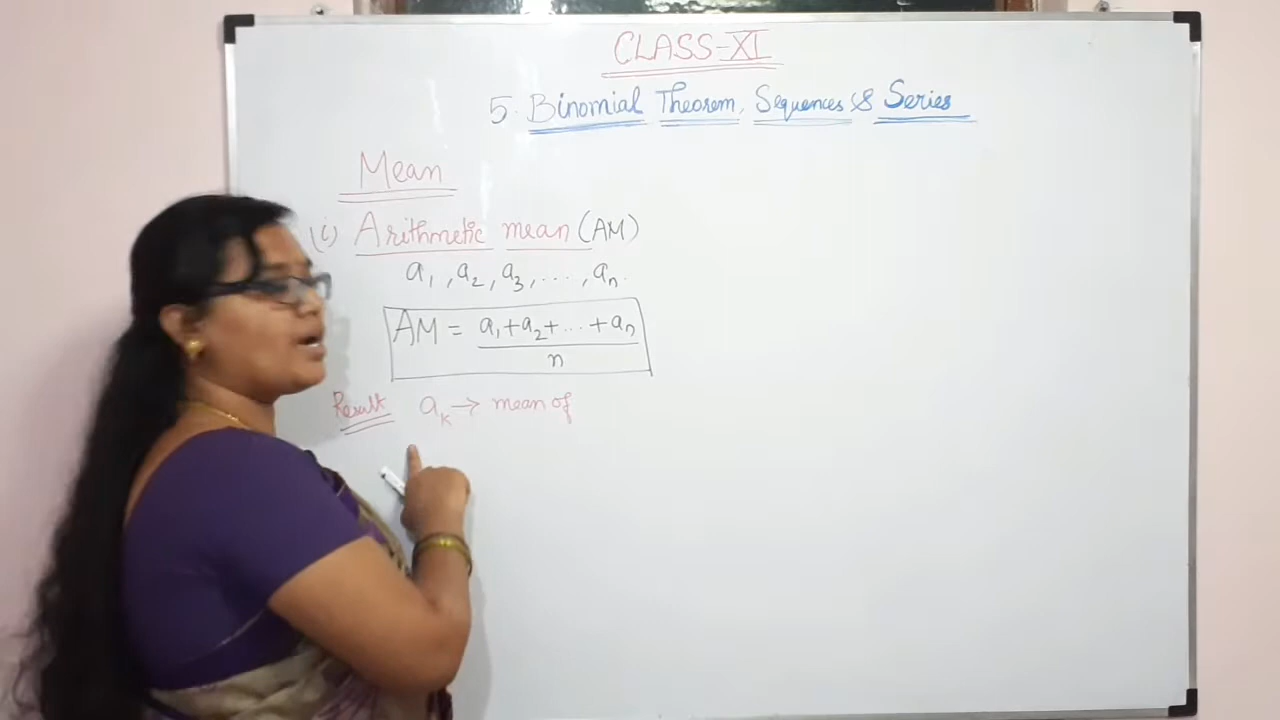 CLASS-XI
5. Binomial Theorem, Sequences & Series
Mean
(i) Arithmetic mean (AM)
a₁, a₂, a₃, ..., aₙ.
AM = (a₁+a₂+...+aₙ)/n
Result aₖ → mean of